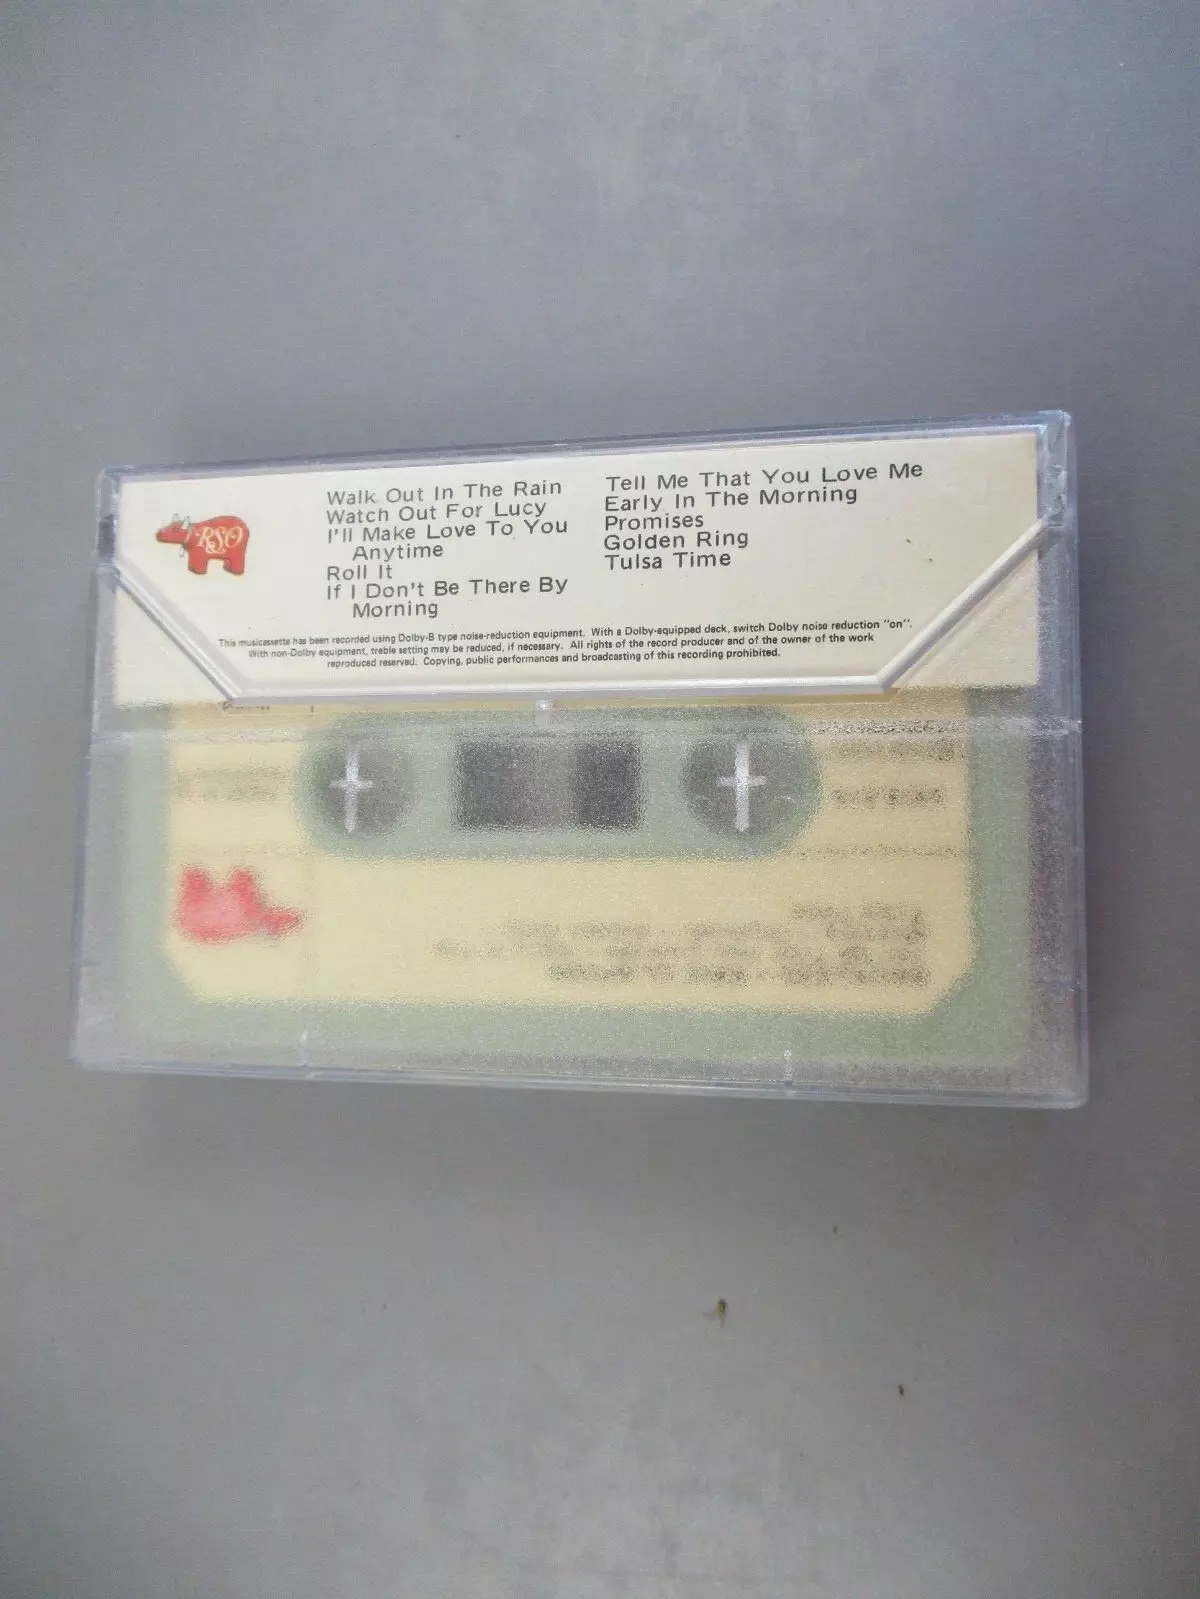 RSO
Walk Out In The Rain
Watch Out For Lucy
I'll Make Love To You
Anytime
Roll It
If I Don't Be There By
Morning
Tell Me That You Love Me
Early In The Morning
Promises
Golden Ring
Tulsa Time
This musicassette has been recorded using Dolby-B type noise-reduction equipment. With a Dolby-equipped deck, switch Dolby noise reduction "on".
With non-Dolby equipment, treble setting may be reduced, if necessary. All rights of the record producer and of the owner of the work
reproduced reserved. Copying, public performances and broadcasting of this recording prohibited.